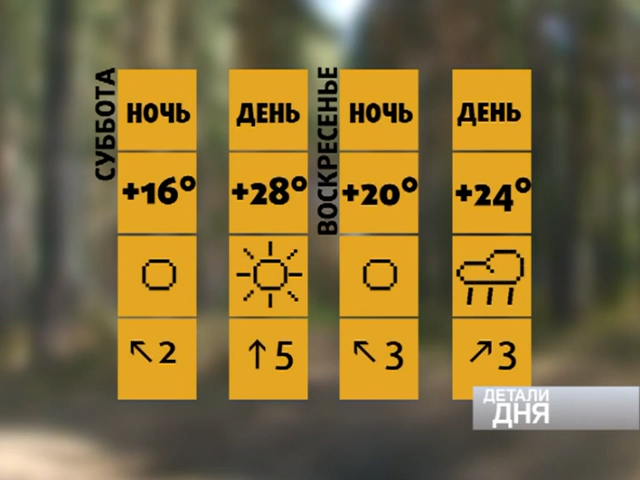 СУББОТА
НОЧЬ
+16°
2
ДЕНЬ
+28°
5
ВОСКРЕСЕНЬЕ
НОЧЬ
+20°
3
ДЕНЬ
+24°
3
ДЕТАЛИ
ДНЯ